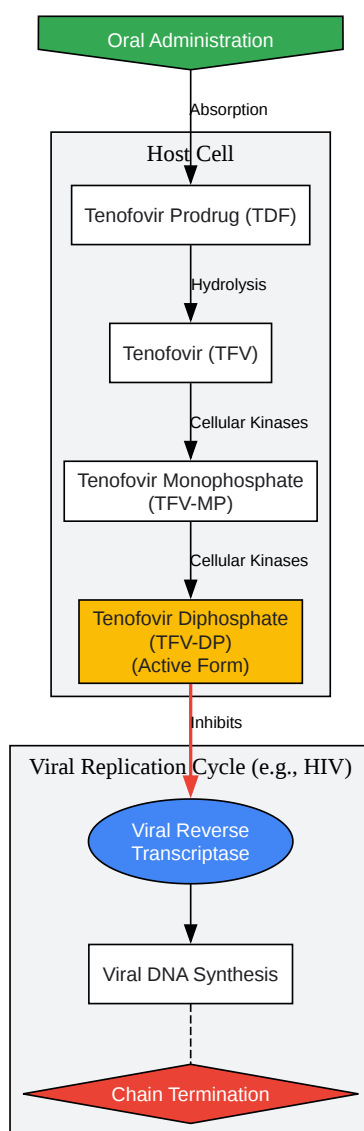 Oral Administration
Absorption
Host Cell
Tenofovir Prodrug (TDF)
Hydrolysis
Tenofovir (TFV)
Cellular Kinases
Tenofovir Monophosphate
(TFV-MP)
Cellular Kinases
Tenofovir Diphosphate
(TFV-DP)
(Active Form)
Inhibits
Viral Replication Cycle (e.g., HIV)
Viral Reverse
Transcriptase
Viral DNA Synthesis
Chain Termination